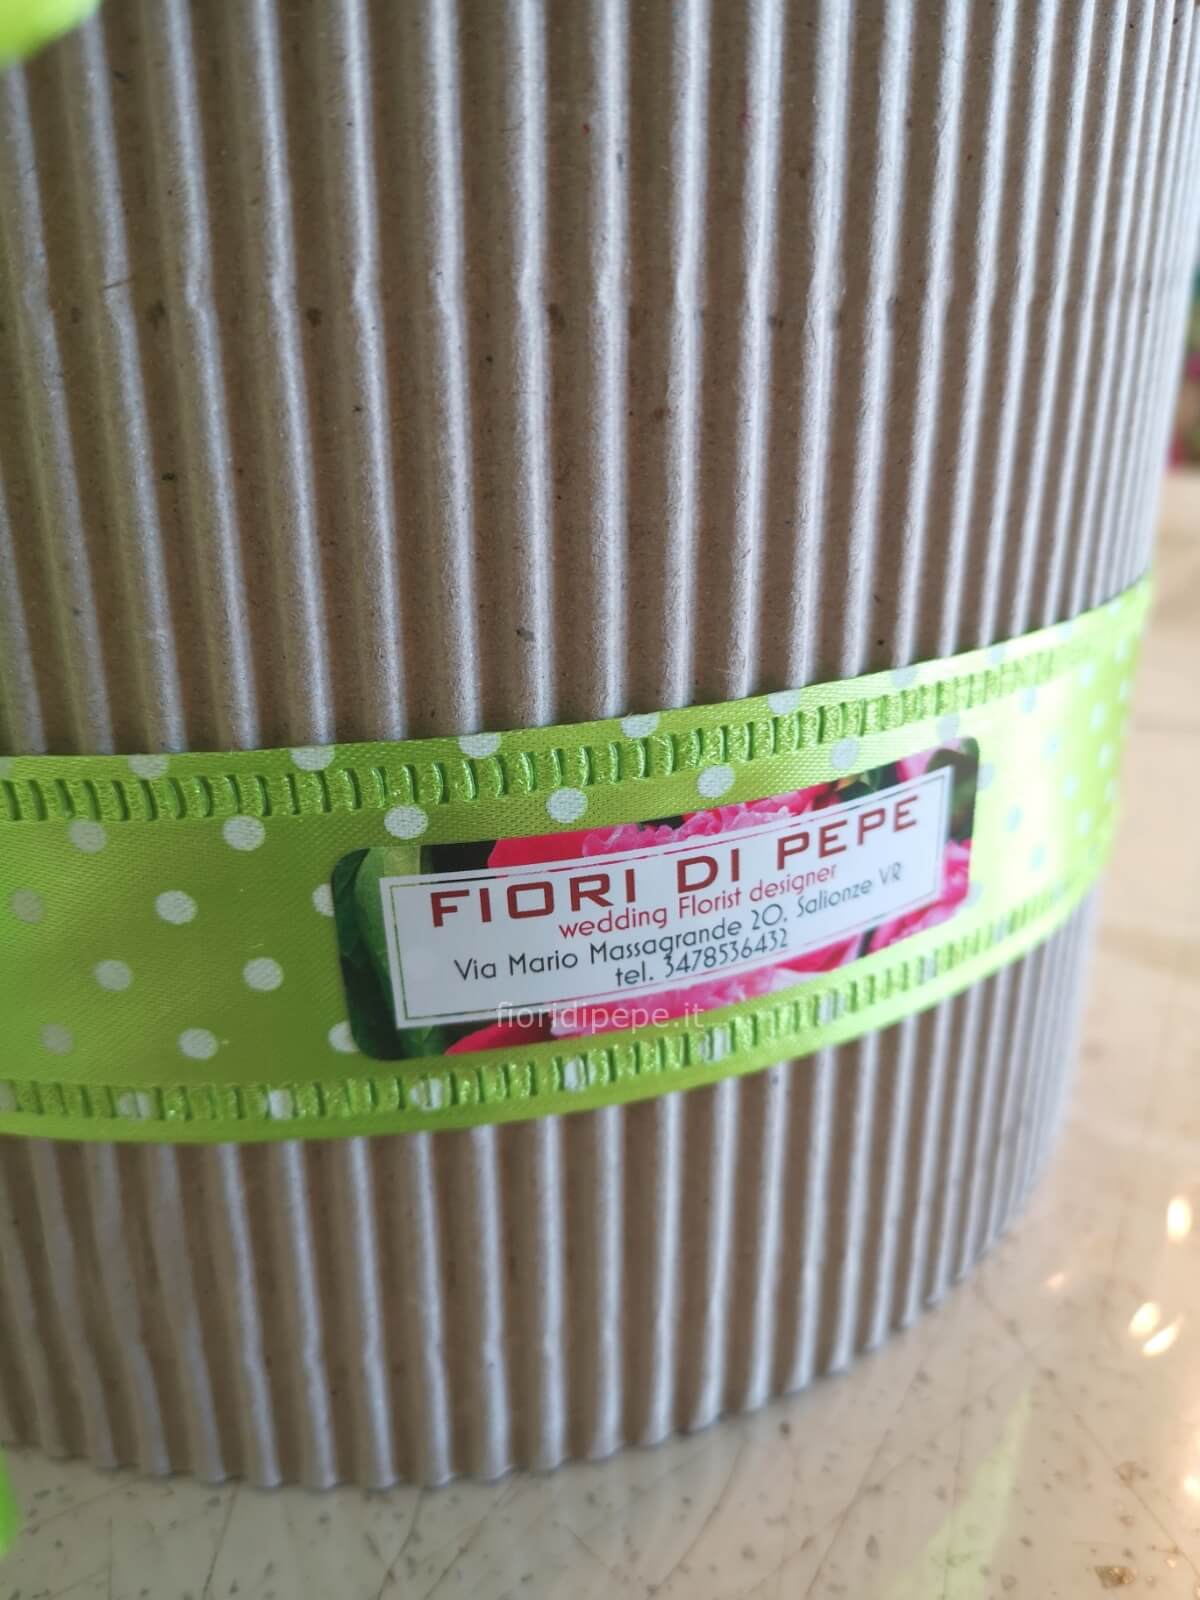 FIORI DI PEPE
wedding Florist designer
Via Mario Massagrande 20, Salionze VR
tel. 3478536432
fioridipepe.it